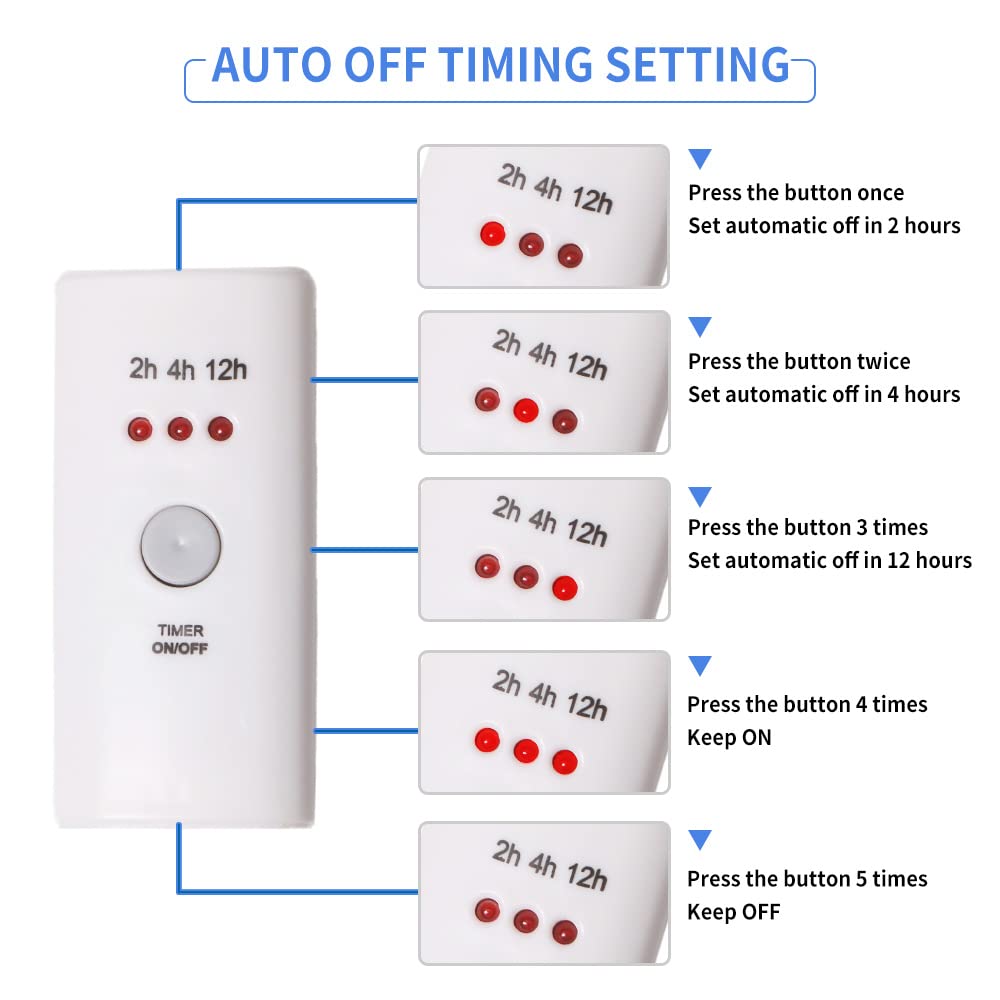 AUTO OFF TIMING SETTING
2h 4h 12h
Press the button once
Set automatic off in 2 hours
2h 4h 12h
Press the button twice
Set automatic off in 4 hours
2h 4h 12h
TIMER
ON/OFF
2h 4h 12h
Press the button 3 times
Set automatic off in 12 hours
2h 4h 12h
Press the button 4 times
Keep ON
2h 4h 12h
Press the button 5 times
Keep OFF